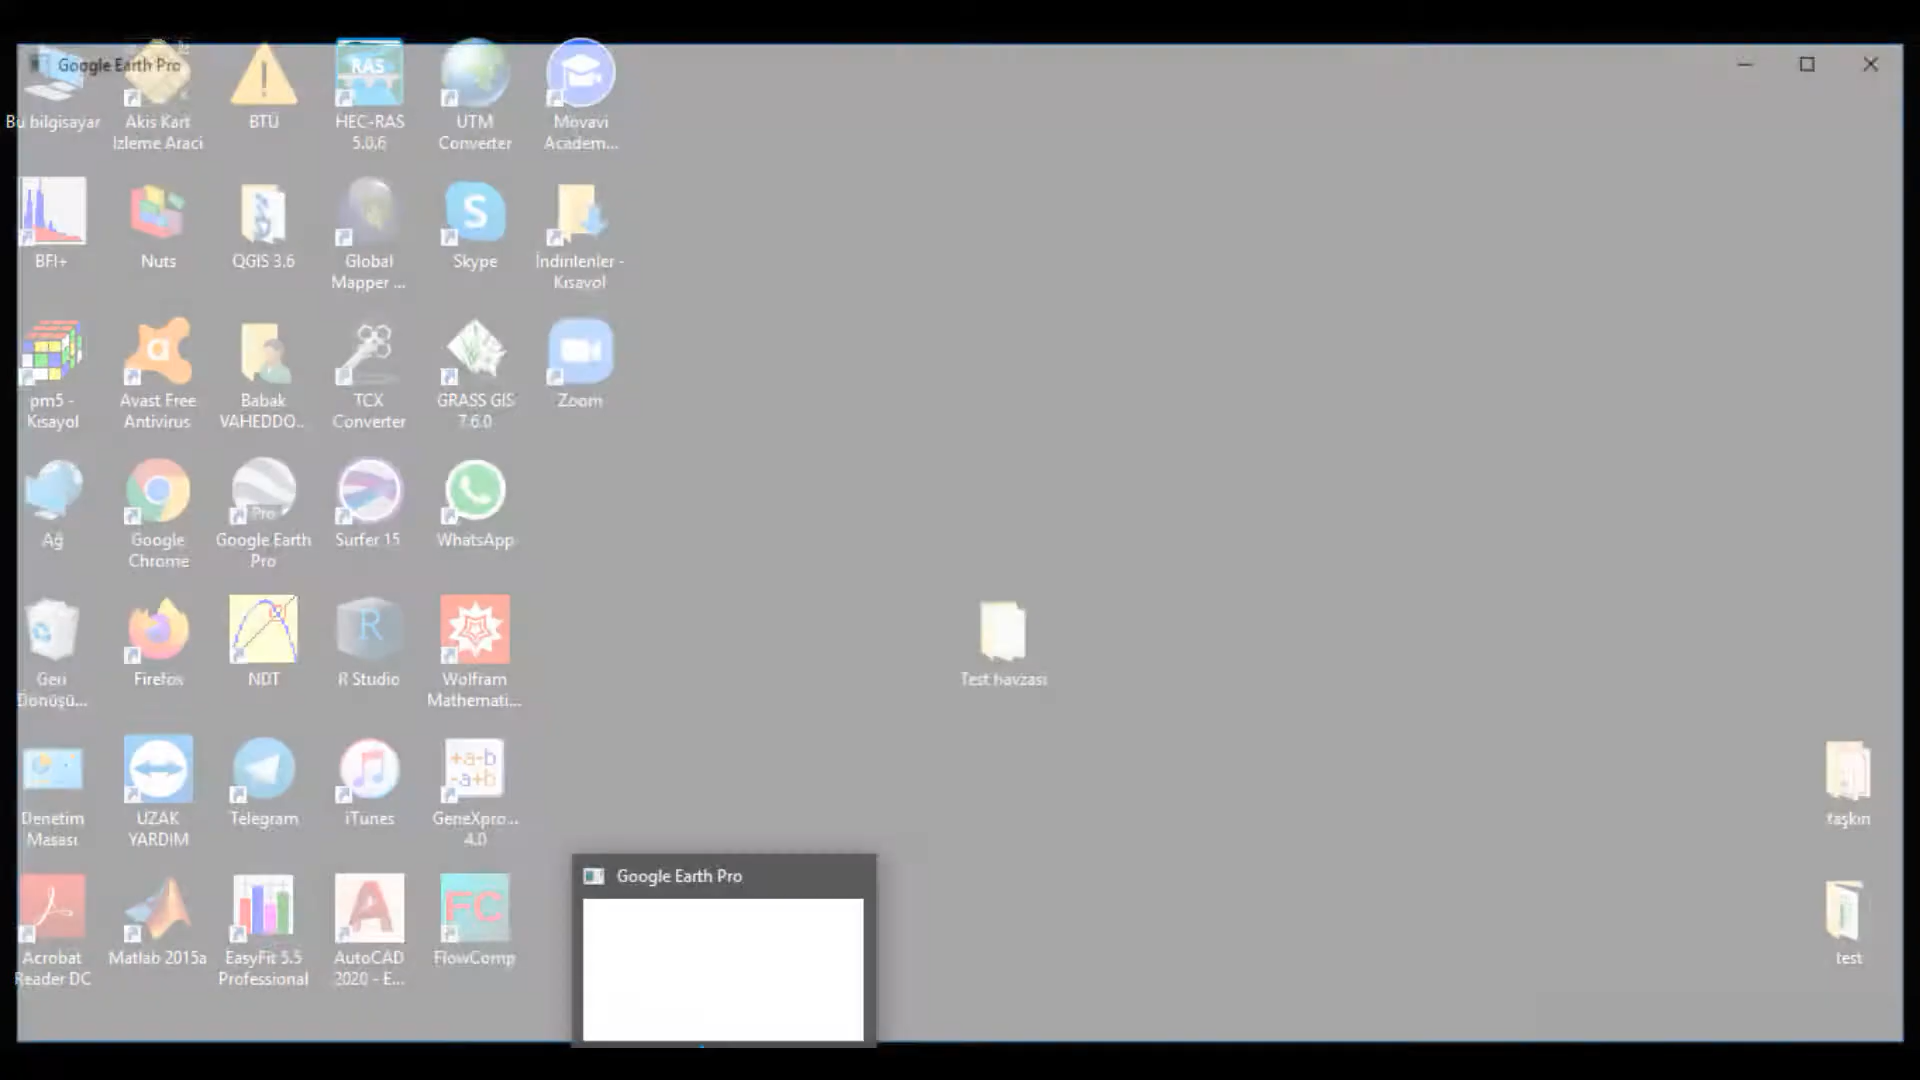 Google Earth Pro
Bu bilgisayar
Akis Kart
Izleme Araci
BTÜ
RAS
HEC-RAS
5.0.6
UTM
Converter
Movavi
Academ...
BFI+
Nuts
QGIS 3.6
Global
Mapper ...
S
Skype
İndirilenler -
Kısayol
pm5 -
Kısayol
a
Avast Free
Antivirus
Babak
VAHEDDO...
TCX
Converter
GRASS GIS
7.6.0
Zoom
Ağ
Google
Chrome
Pro
Google Earth
Pro
Surfer 15
WhatsApp
Geri
Dönüşü...
Firefox
NDT
R
R Studio
Wolfram
Mathemati...
Test havzası
Denetim
Masası
UZAK
YARDIM
Telegram
iTunes
+a-b
-a+b
GeneXpro...
4.0
taşkın
Acrobat
Reader DC
Matlab 2015a
EasyFit 5.5
Professional
A
AutoCAD
2020 - E...
FC
FlowComp
Google Earth Pro
test